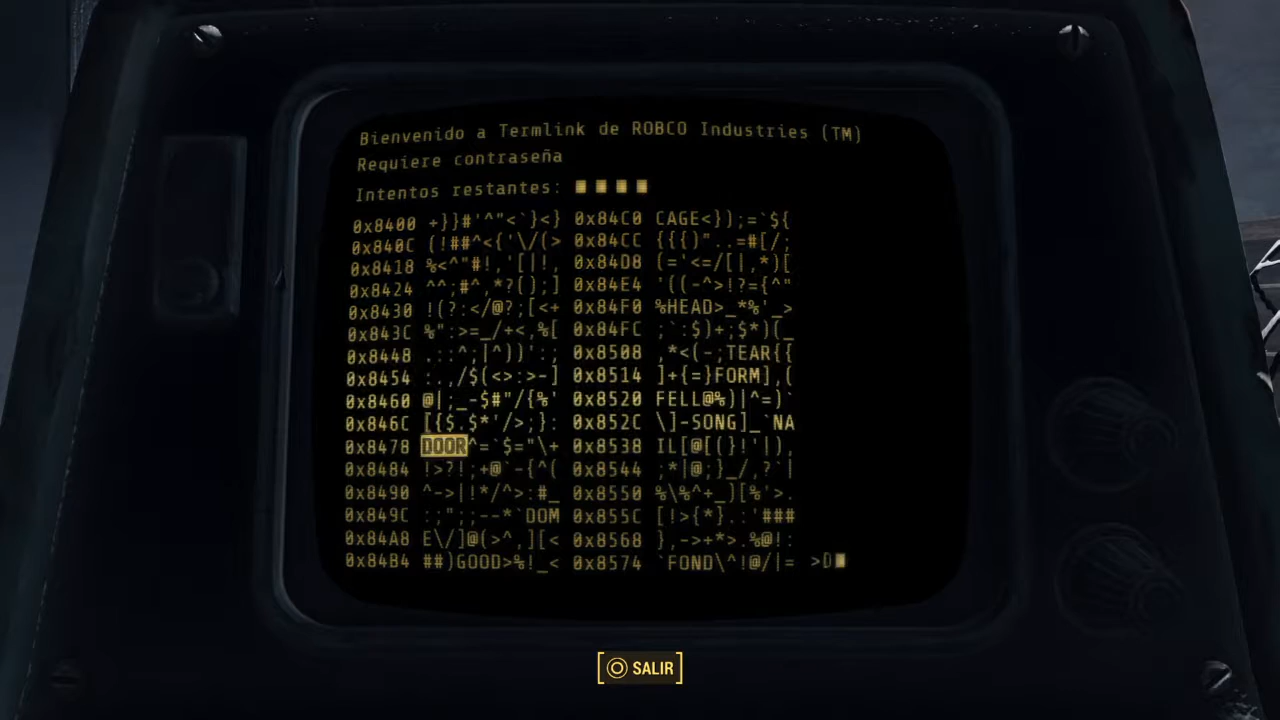 Bienvenido a Termlink de ROBCO Industries (TM)
Requiere contraseña
Intentos restantes: ■ ■ ■ ■
0x8400 +}}#'^"<`}<} 0x84C0 CAGE<});=`${
0x840C (!##^<{'\/(> 0x84CC {{{)"..=#[/;
0x8418 %<^"#!,'[|!, 0x84D8 (='<=/[|,*)[
0x8424 ^^;#^,*?();] 0x84E4 '((-^>!?={^"
0x8430 !(?:</@?;[<+ 0x84F0 %HEAD>_*%'_>
0x843C %":>=_/+<,%[ 0x84FC ;`:$)+;$*)(_
0x8448 .::^;|^))':; 0x8508 ,*<(-;TEAR{{
0x8454 :.,/$(<>:>-] 0x8514 ]+{=}FORM],(
0x8460 @|;_-$#"/{%' 0x8520 FELL@%)|^=)`
0x846C [{$.$*'/>;}: 0x852C \]-SONG]_`NA
0x8478 DOOR^=`$="\+ 0x8538 IL[@[(}!'|),
0x8484 !>?!;+@`-{^( 0x8544 ;*|@;}_/,?`|
0x8490 ^->|!*/^>:#_ 0x8550 %\%^+_)[%'>.
0x849C :;";;--*`DOM 0x855C [!>{*}.:'###
0x84A8 E\/]@(>^,][< 0x8568 },->+*>.%@!:
0x84B4 ##)GOOD>%!_< 0x8574 `FOND\^!@/|= >D■
SALIR